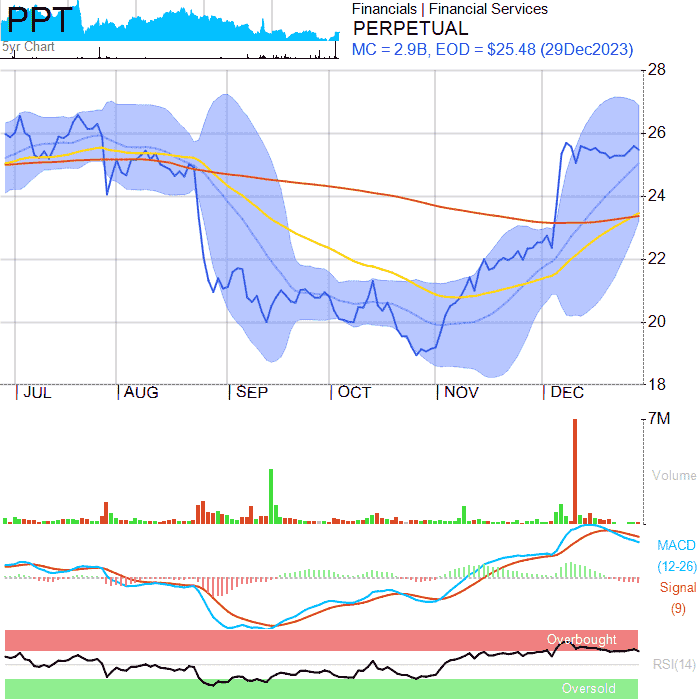 PPT
5yr Chart
Financials | Financial Services
PERPETUAL
MC = 2.9B, EOD = $25.48 (29Dec2023)
28
26
24
22
20
18
JUL AUG SEP OCT NOV DEC
7M
Volume
MACD
(12-26)
Signal
(9)
Overbought
RSI(14)
Oversold